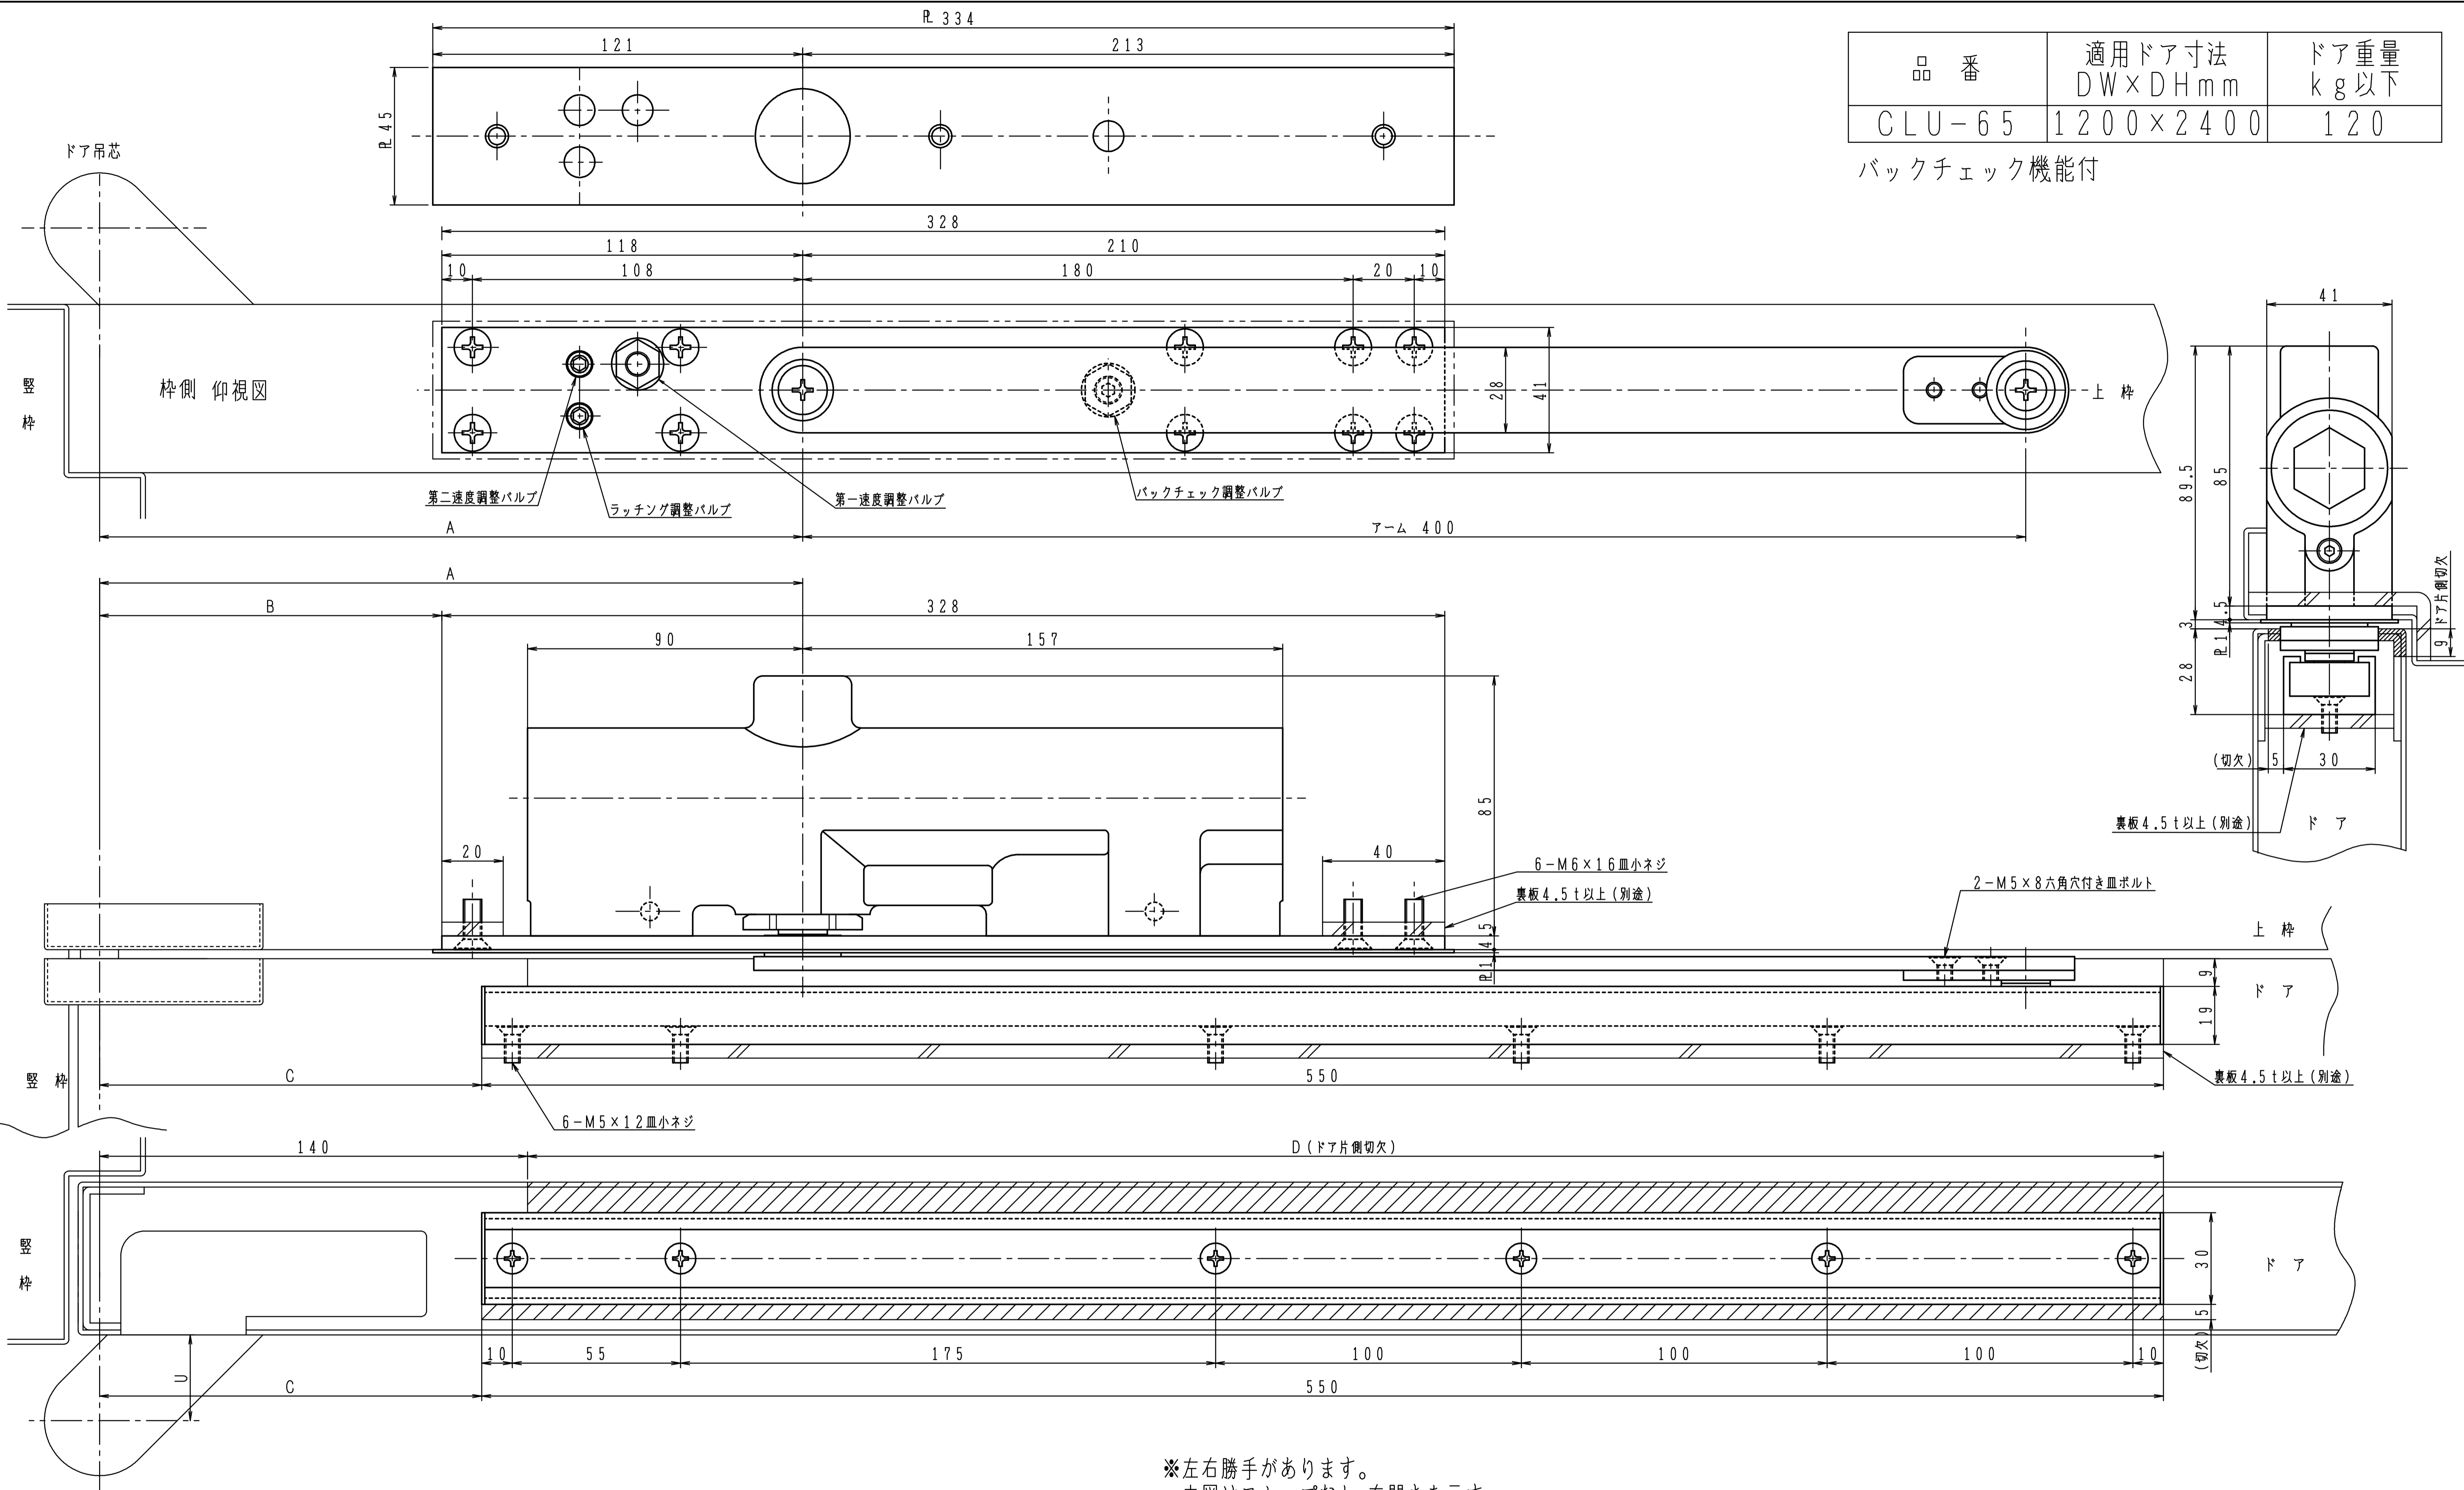 PL 334
121
213
PL 45
品 番
適用ドア寸法
DW×DHmm
ドア重量
kg以下
CLU-65
1200×2400
120
バックチェック機能付
ドア吊芯
328
118
210
10
108
180
20
10
竪
枠
枠側 仰視図
28
41
上 枠
第二速度調整バルブ
ラッチング調整バルブ
第一速度調整バルブ
バックチェック調整バルブ
A
アーム 400
41
89.5
85
4.5
3
PL1
28
ドア片側切欠
9
(切欠)
5
30
裏板4.5t以上(別途)
ドア
A
B
328
90
157
85
20
40
6-M6×16皿小ネジ
裏板4.5t以上(別途)
2-M5×8六角穴付き皿ボルト
4.5
PL1
上 枠
9
19
ドア
竪 枠
C
550
裏板4.5t以上(別途)
6-M5×12皿小ネジ
140
D(ドア片側切欠)
竪
枠
30
5
(切欠)
ドア
U
10
55
175
100
100
100
10
C
550
※左右勝手があります。